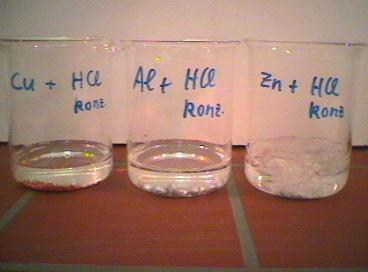 Cu + HCl
konz.
Al + HCl
konz.
Zn + HCl
konz